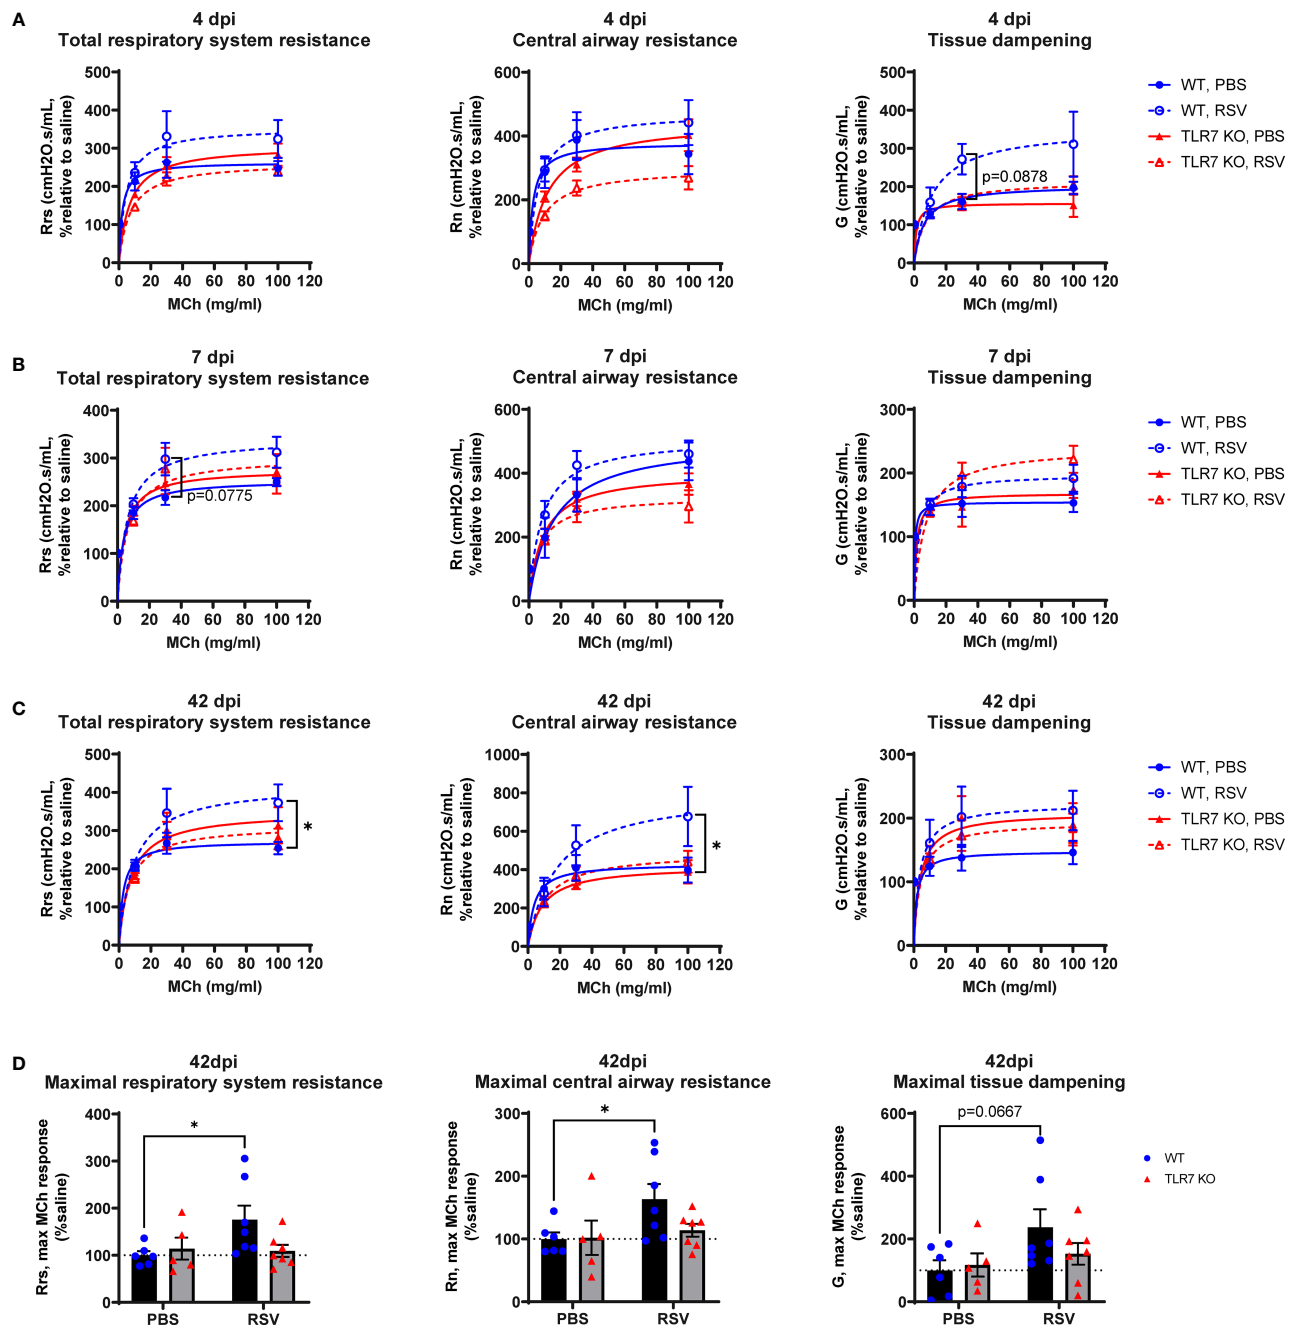 A
4 dpi
Total respiratory system resistance
Rrs (cmH2O.s/mL,
%relative to saline)
500
400
300
200
100
0
0 20 40 60 80 100 120
MCh (mg/ml)
4 dpi
Central airway resistance
Rn (cmH2O.s/mL,
%relative to saline)
600
400
200
0
0 20 40 60 80 100 120
MCh (mg/ml)
4 dpi
Tissue dampening
G (cmH2O.s/mL,
%relative to saline)
500
400
300
200
100
0
p=0.0878
0 20 40 60 80 100 120
MCh (mg/ml)
WT, PBS
WT, RSV
TLR7 KO, PBS
TLR7 KO, RSV
B
7 dpi
Total respiratory system resistance
Rrs (cmH2O.s/mL,
%relative to saline)
400
300
200
100
0
p=0.0775
0 20 40 60 80 100 120
MCh (mg/ml)
7 dpi
Central airway resistance
Rn (cmH2O.s/mL,
%relative to saline)
600
400
200
0
0 20 40 60 80 100 120
MCh (mg/ml)
7 dpi
Tissue dampening
G (cmH2O.s/mL,
%relative to saline)
300
200
100
0
0 20 40 60 80 100 120
MCh (mg/ml)
WT, PBS
WT, RSV
TLR7 KO, PBS
TLR7 KO, RSV
C
42 dpi
Total respiratory system resistance
Rrs (cmH2O.s/mL,
%relative to saline)
500
400
300
200
100
0
*
0 20 40 60 80 100 120
MCh (mg/ml)
42 dpi
Central airway resistance
Rn (cmH2O.s/mL,
%relative to saline)
1000
800
600
400
200
0
*
0 20 40 60 80 100 120
MCh (mg/ml)
42 dpi
Tissue dampening
G (cmH2O.s/mL,
%relative to saline)
300
200
100
0
0 20 40 60 80 100 120
MCh (mg/ml)
WT, PBS
WT, RSV
TLR7 KO, PBS
TLR7 KO, RSV
D
42dpi
Maximal respiratory system resistance
Rrs, max MCh response
(%saline)
400
300
200
100
0
*
PBS RSV
42dpi
Maximal central airway resistance
Rn, max MCh response
(%saline)
300
200
100
0
*
PBS RSV
42dpi
Maximal tissue dampening
G, max MCh response
(%saline)
600
400
200
0
p=0.0667
PBS RSV
WT
TLR7 KO